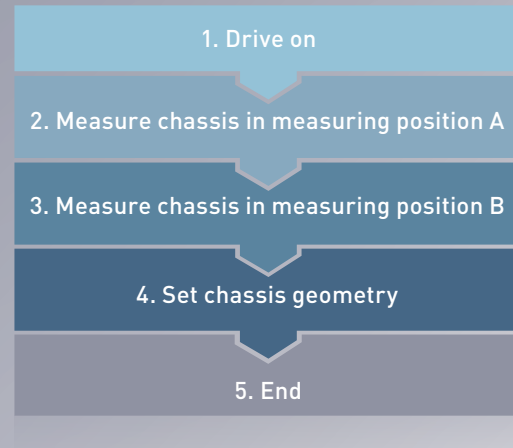 1. Drive on
2. Measure chassis in measuring position A
3. Measure chassis in measuring position B
4. Set chassis geometry
5. End